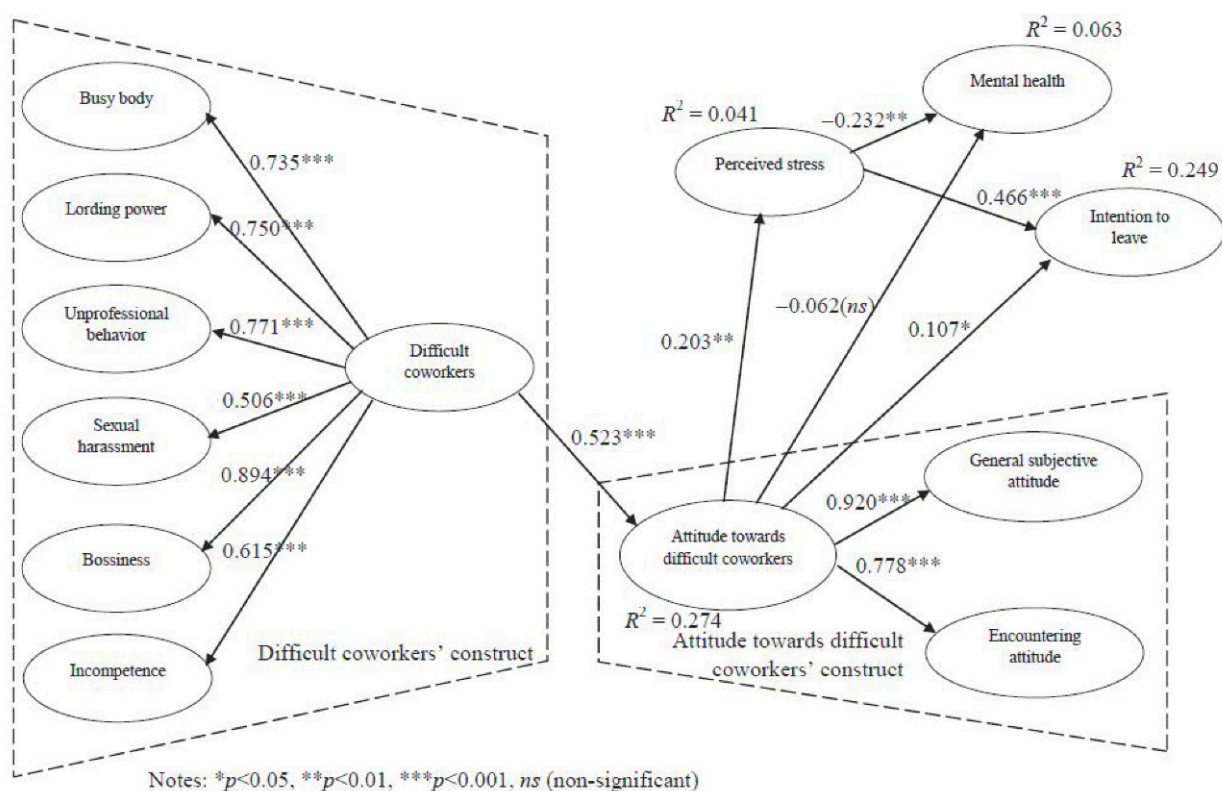 R² = 0.063
Busy body
Mental health
R² = 0.041
−0.232**
0.735***
Perceived stress
R² = 0.249
Lording power
0.750***
0.466***
Intention to
leave
Unprofessional
behavior
0.771***
−0.062(ns)
0.107*
0.203**
Difficult
coworkers
Sexual
harassment
0.506***
0.523***
0.894***
General subjective
attitude
0.920***
Attitude towards
difficult coworkers
Bossiness
0.615***
0.778***
R² = 0.274
Difficult coworkers’ construct
Attitude towards difficult
coworkers’ construct
Encountering
attitude
Incompetence
Notes: *p<0.05, **p<0.01, ***p<0.001, ns (non-significant)